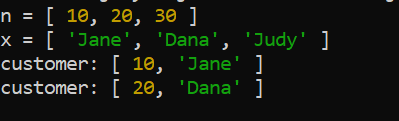 n = [ 10, 20, 30 ]
x = [ 'Jane', 'Dana', 'Judy' ]
customer: [ 10, 'Jane' ]
customer: [ 20, 'Dana' ]